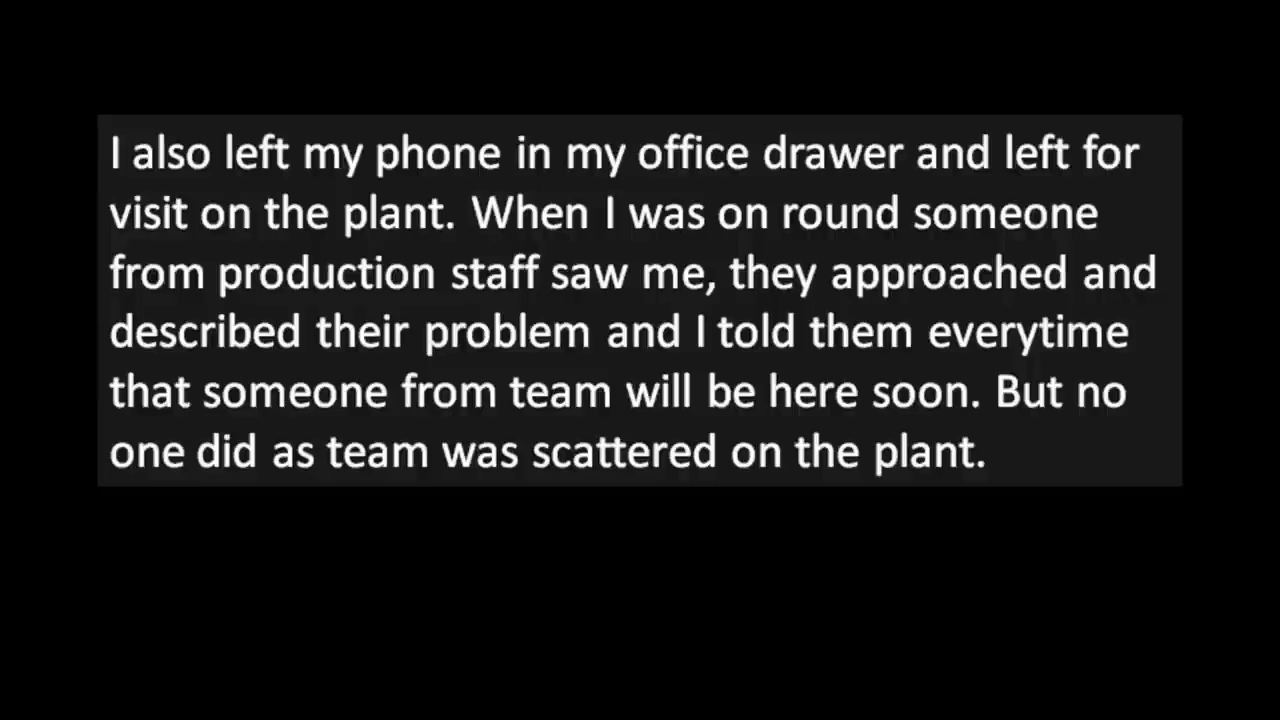 I also left my phone in my office drawer and left for
visit on the plant. When I was on round someone
from production staff saw me, they approached and
described their problem and I told them everytime
that someone from team will be here soon. But no
one did as team was scattered on the plant.